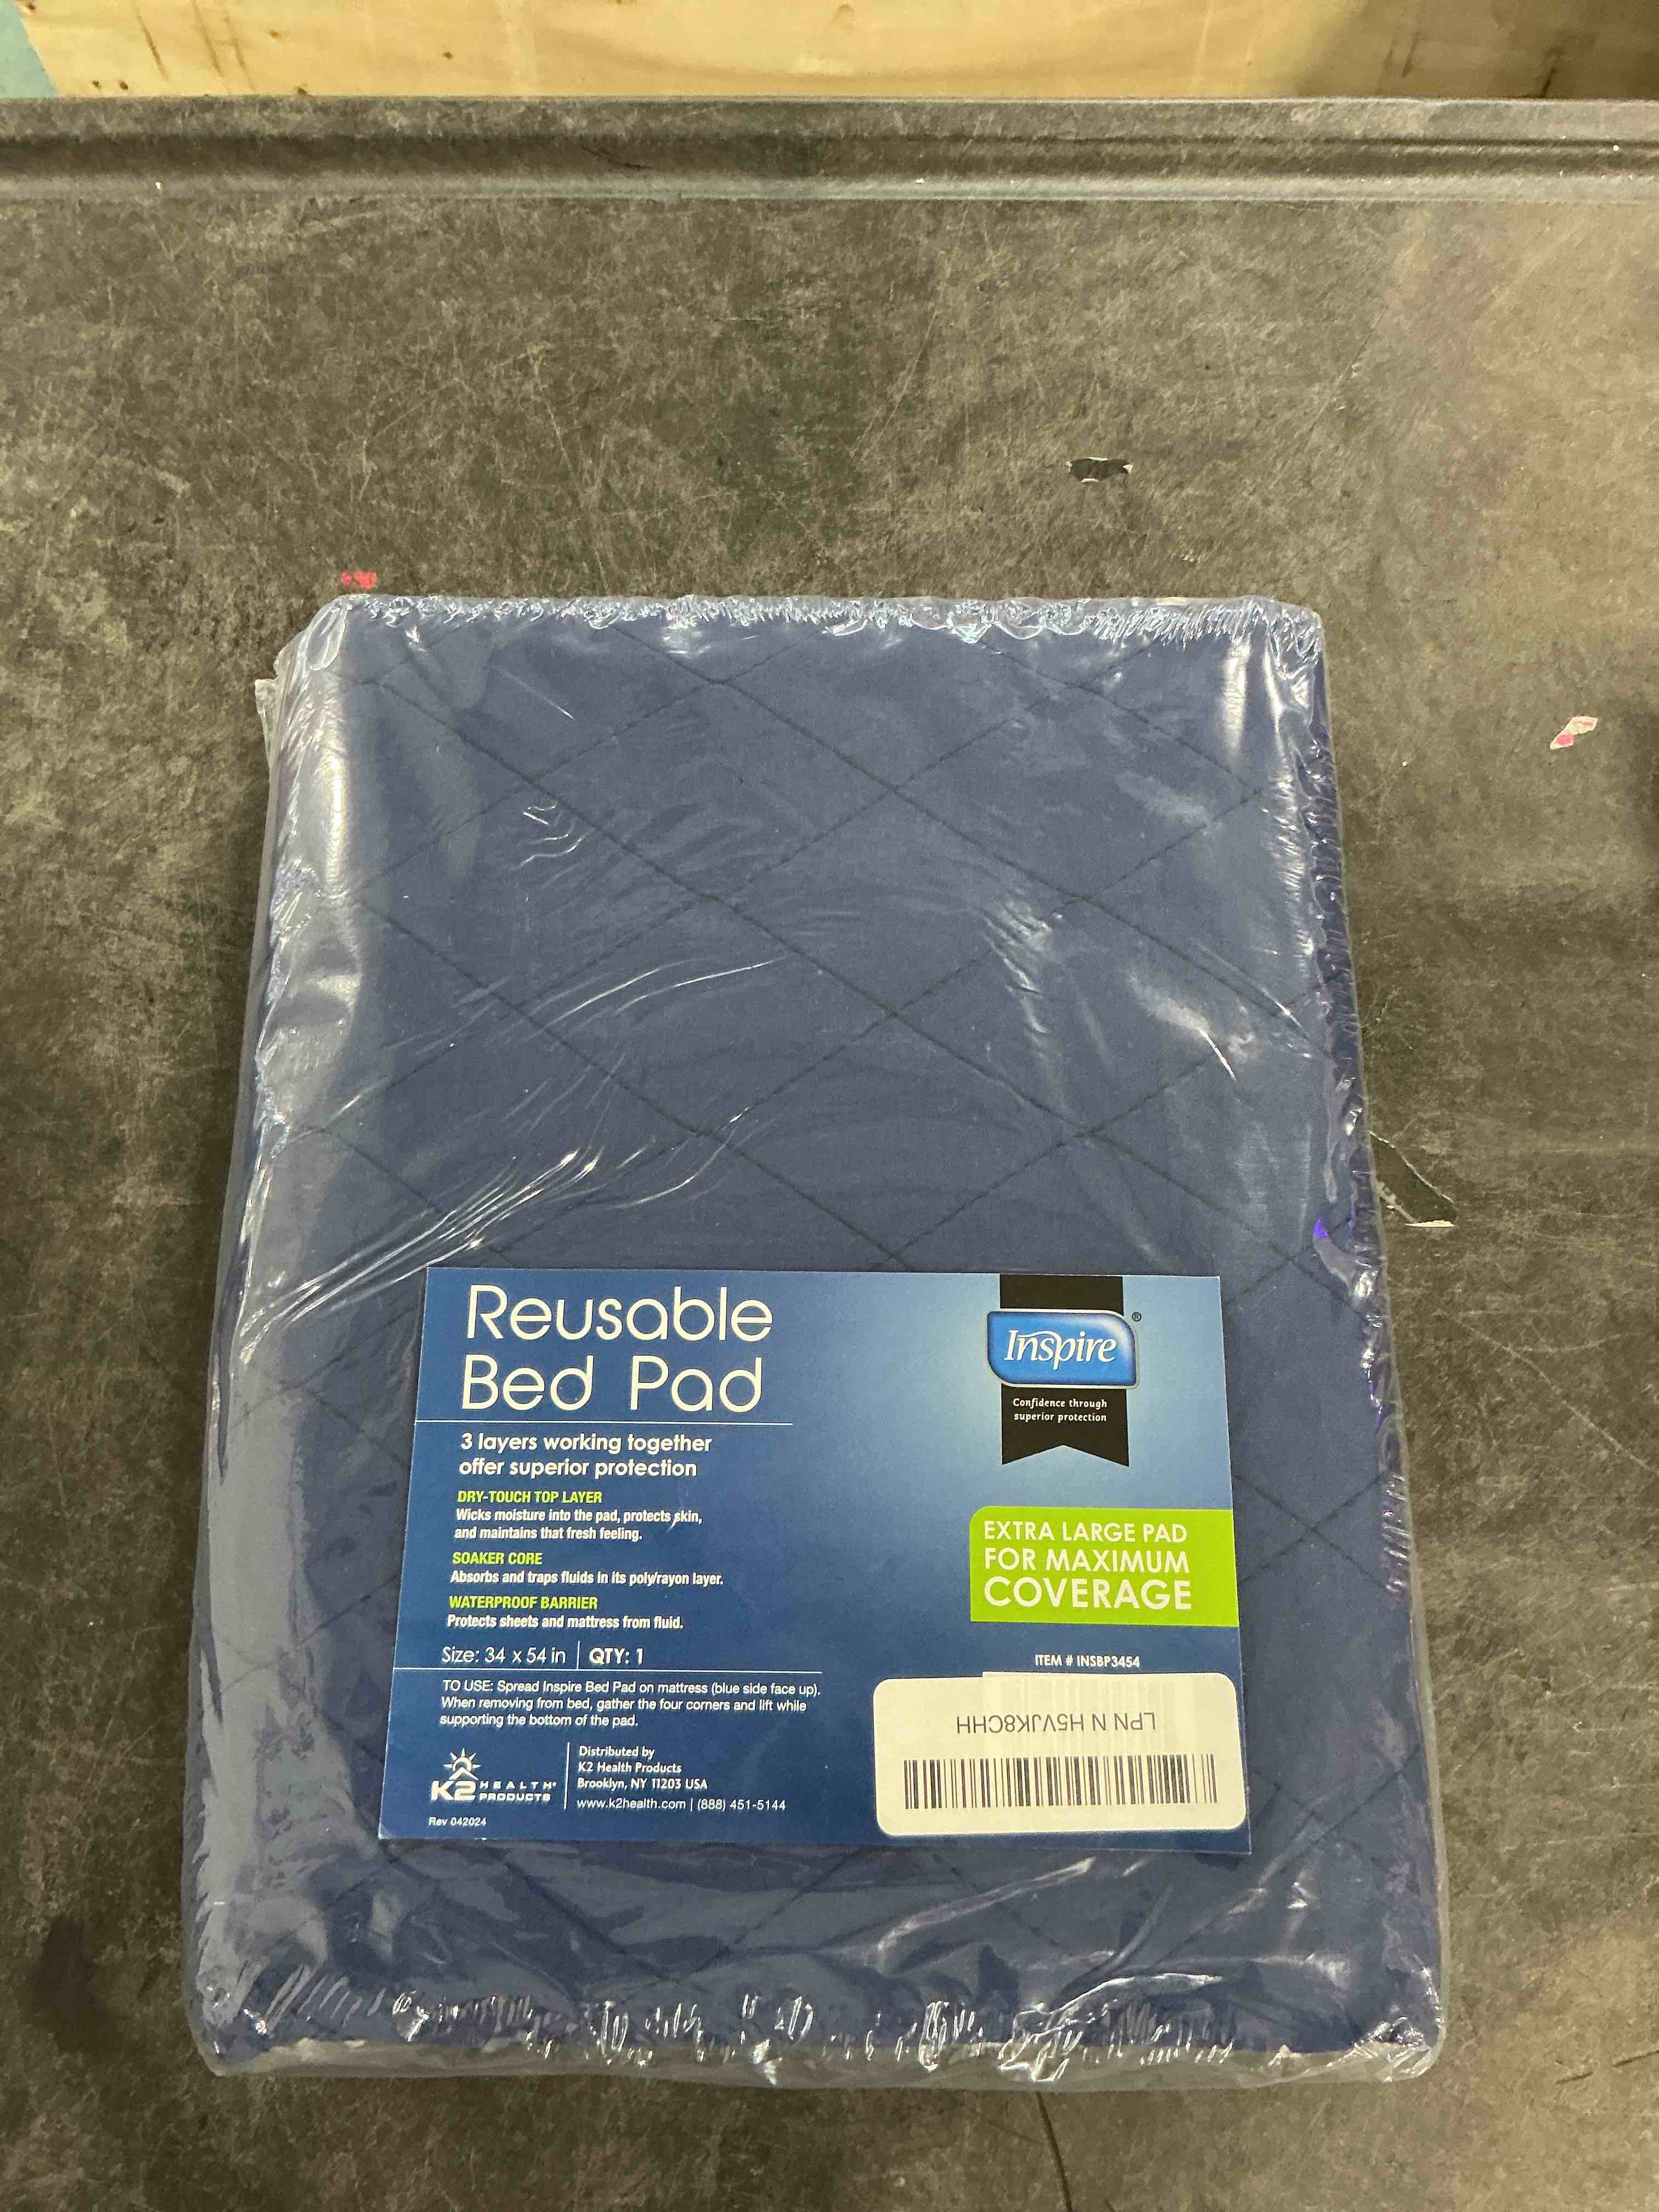 Reusable
Bed Pad
3 layers working together
offer superior protection
DRY-TOUCH TOP LAYER
Wicks moisture into the pad, protects skin,
and maintains that fresh feeling.
SOAKER CORE
Absorbs and traps fluids in its poly/rayon layer.
WATERPROOF BARRIER
Protects sheets and mattress from fluid.
Size: 34 x 54 in | QTY: 1
TO USE: Spread Inspire Bed Pad on mattress (blue side face up).
When removing from bed, gather the four corners and lift while
supporting the bottom of the pad.
K2 HEALTH®
PRODUCTS
Distributed by
K2 Health Products
Brooklyn, NY 11203 USA
www.k2health.com | (888) 451-5144
Rev 042024
Inspire®
Confidence through
superior protection
EXTRA LARGE PAD
FOR MAXIMUM
COVERAGE
ITEM # INSBP3454
LPN N H5VJK8CHH